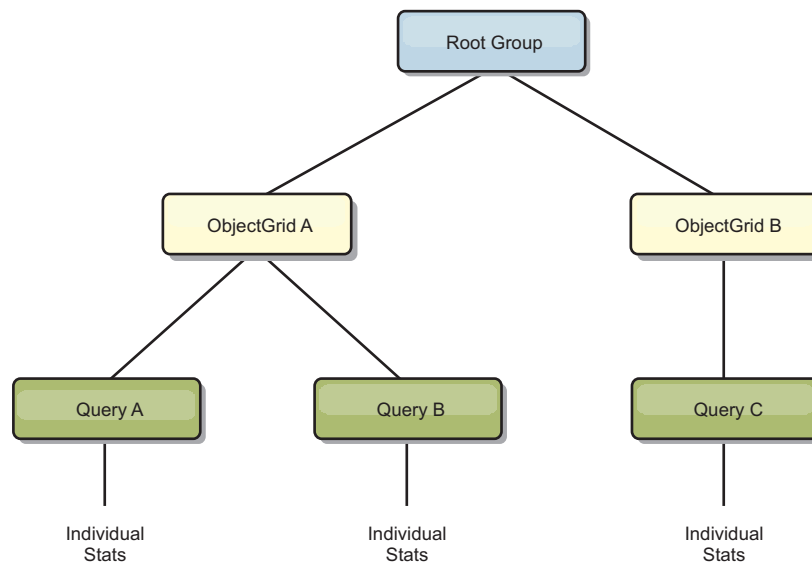 Root Group
ObjectGrid A
ObjectGrid B
Query A
Query B
Query C
Individual
Stats
Individual
Stats
Individual
Stats